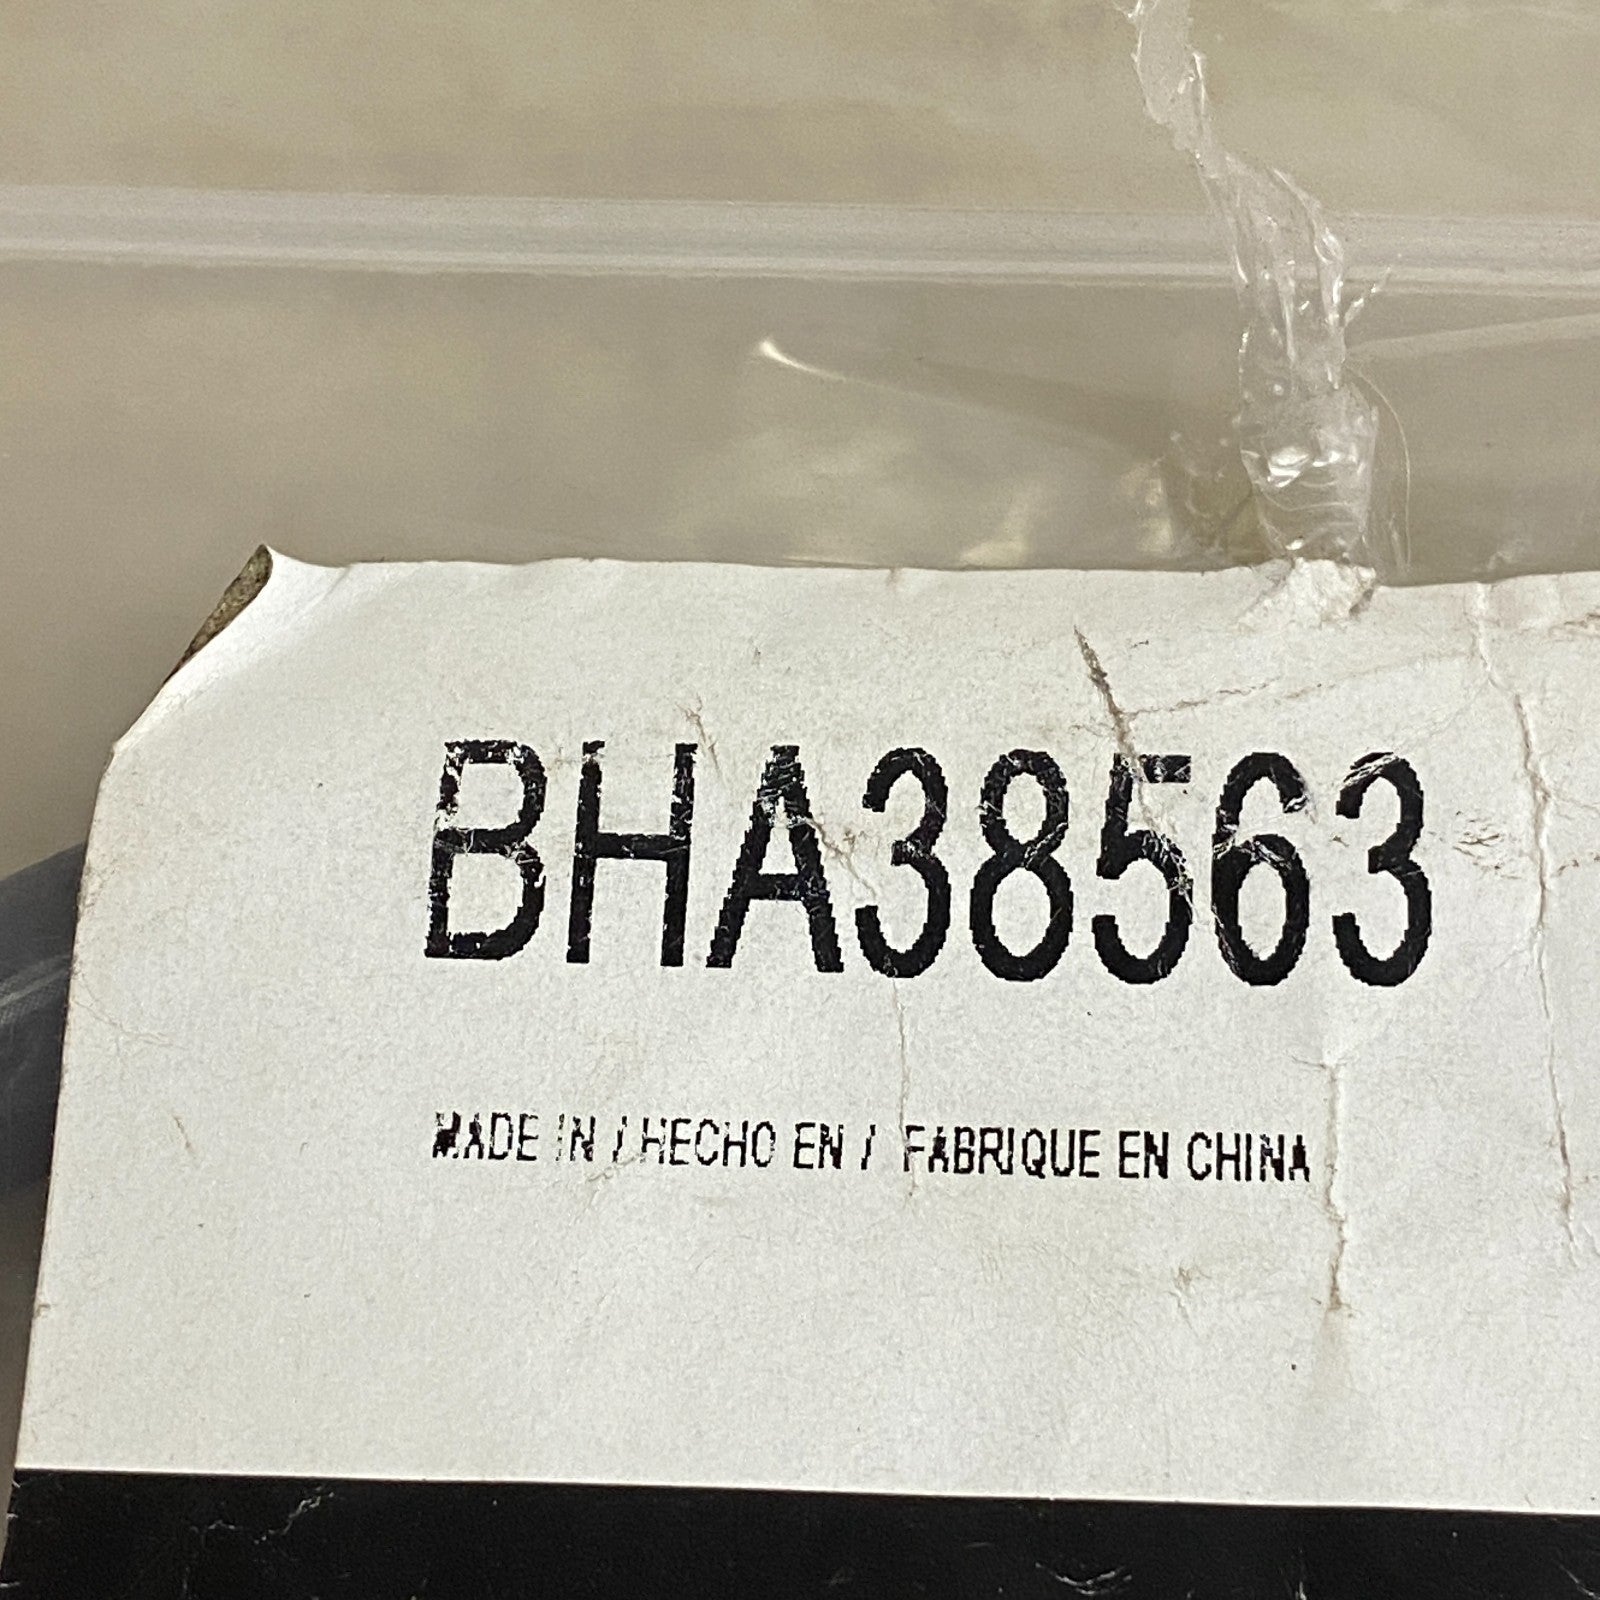 BHA38563
MADE IN / HECHO EN / FABRIQUE EN CHINA